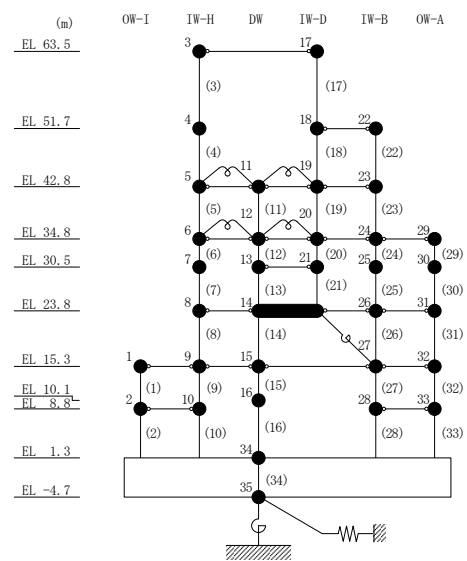 (m) OW-I IW-H DW IW-D IW-B OW-A
EL 63.5 3 17
(3) (17)
EL 51.7 4 18 22
(4) (18) (22)
11 19
EL 42.8 5 23
(5) (11) (19) (23)
12 20
EL 34.8 6 24 29
(6) (12) (20) (24) (29)
EL 30.5 7 13 21 25 30
(7) (13) (21) (25) (30)
EL 23.8 8 14 26 31
(8) (14) (26) (31)
27
EL 15.3 1 9 15 32
(1) (9) (15) (27) (32)
EL 10.1 16
EL 8.8 2 10 28 33
(2) (10) (16) (28) (33)
EL 1.3 34
(34)
EL -4.7 35